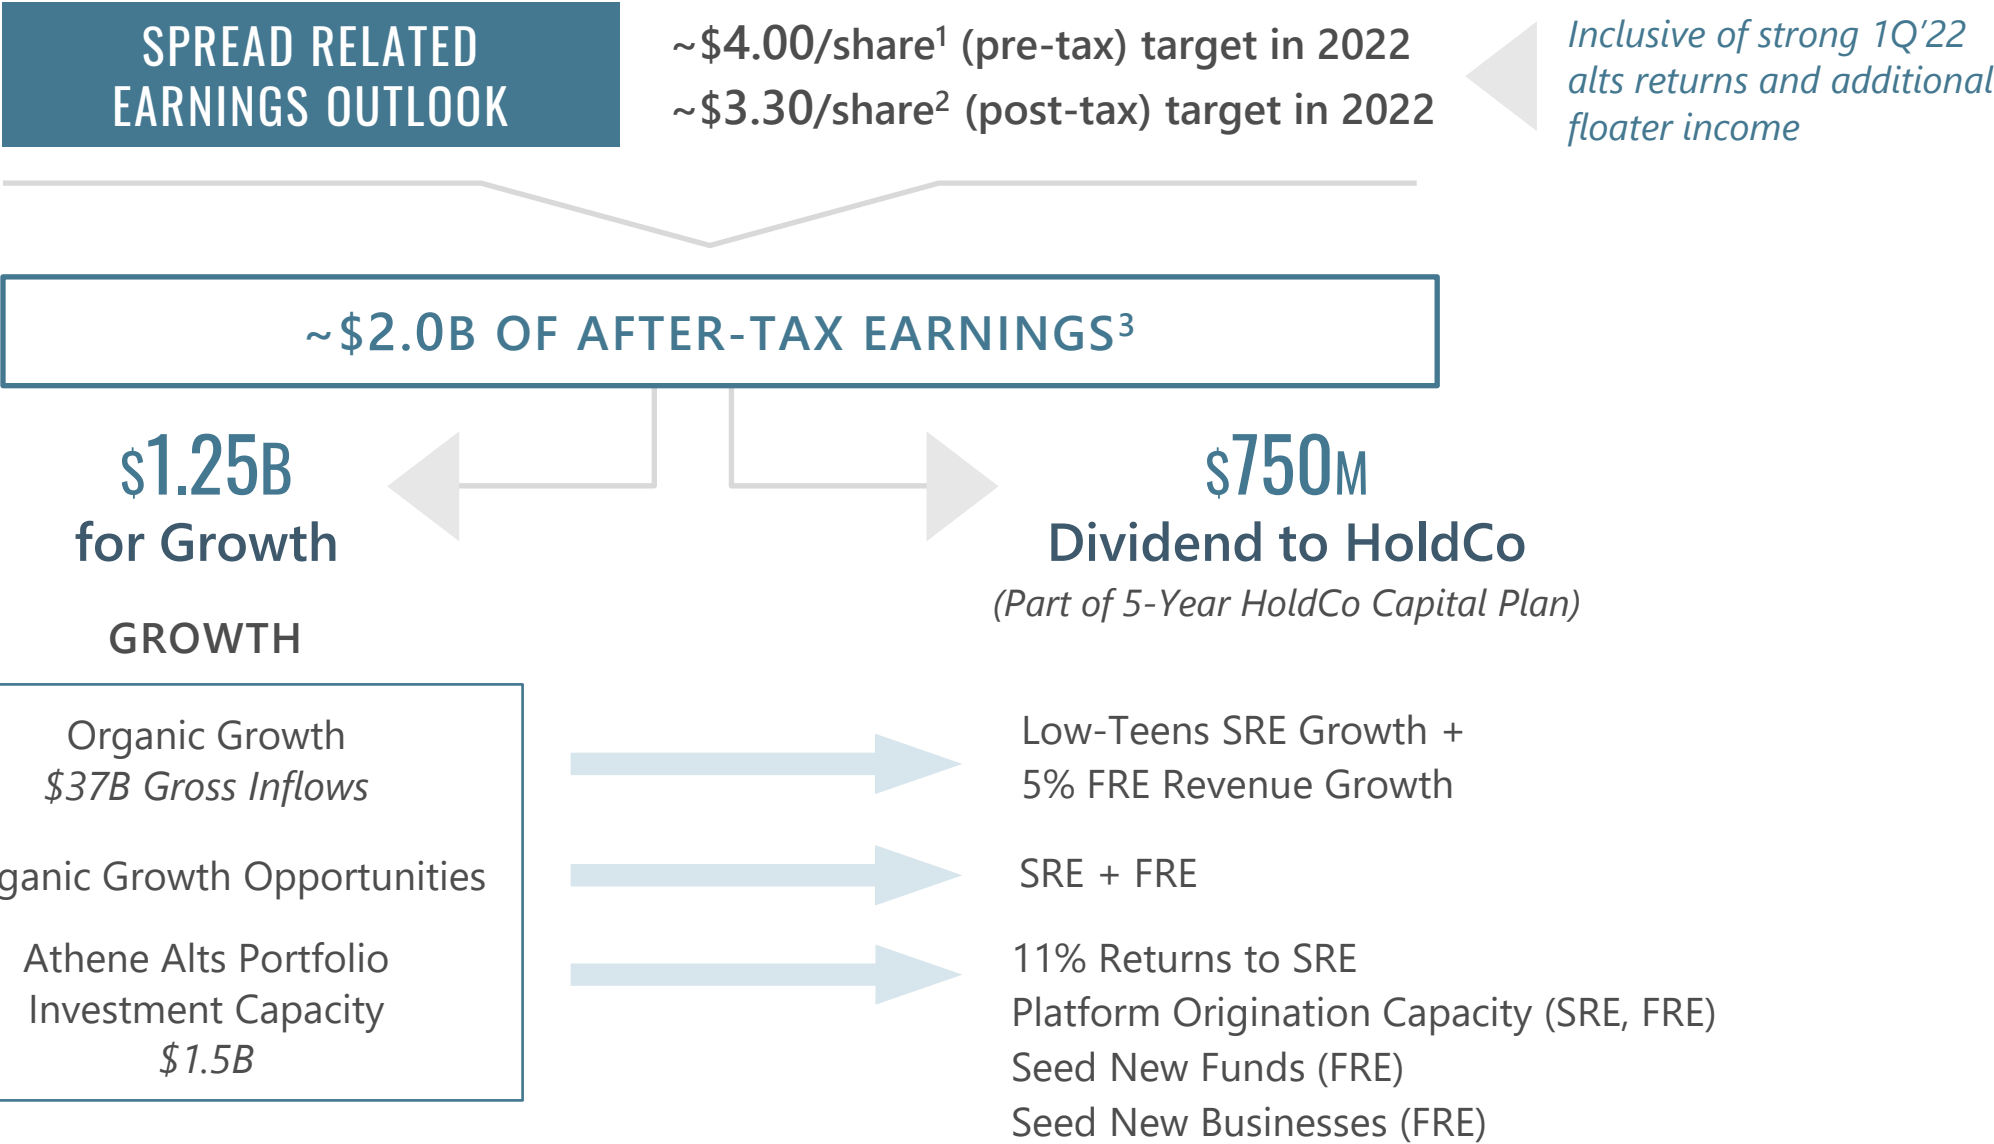 SPREAD RELATED
EARNINGS OUTLOOK
~$4.00/share¹ (pre-tax) target in 2022
~$3.30/share² (post-tax) target in 2022
Inclusive of strong 1Q'22
alts returns and additional
floater income
~$2.0B OF AFTER-TAX EARNINGS³
$1.25B
for Growth
$750M
Dividend to HoldCo
(Part of 5-Year HoldCo Capital Plan)
GROWTH
Organic Growth
$37B Gross Inflows
Low-Teens SRE Growth +
5% FRE Revenue Growth
Growth Opportunities
SRE + FRE
Athene Alts Portfolio
Investment Capacity
$1.5B
11% Returns to SRE
Platform Origination Capacity (SRE, FRE)
Seed New Funds (FRE)
Seed New Businesses (FRE)